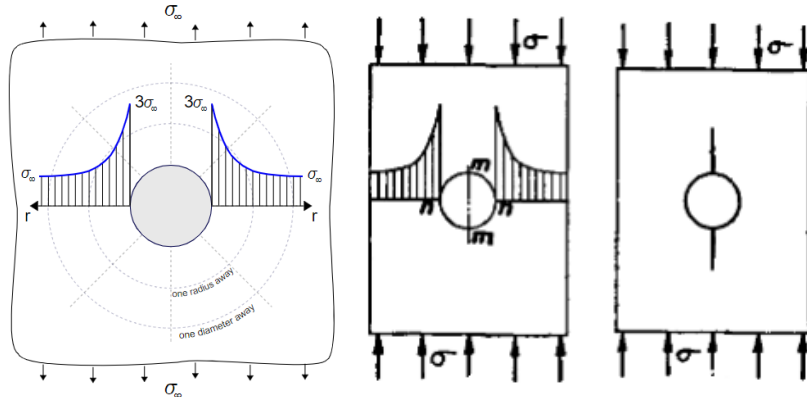 σ∞
3σ∞ 3σ∞
σ∞ σ∞
r r
one radius away
one diameter away
σ∞
σ
m
n n
m
σ
σ
σ